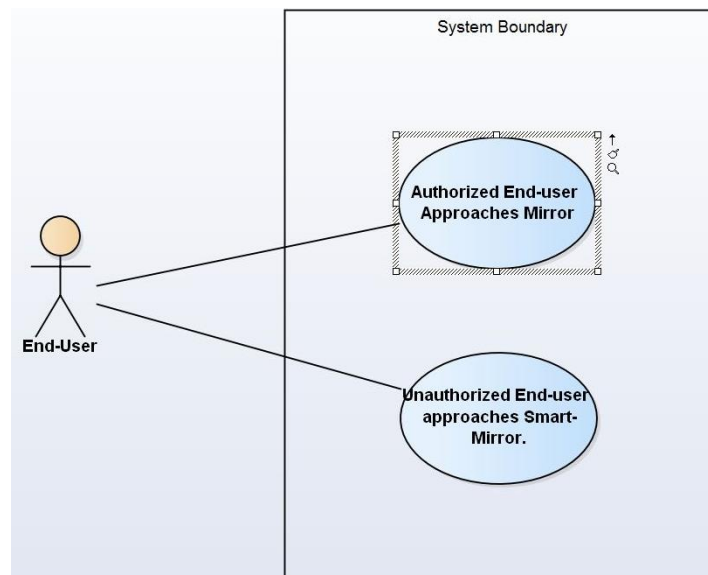 System Boundary
Authorized End-user
Approaches Mirror
End-User
Unauthorized End-user
approaches Smart-
Mirror.